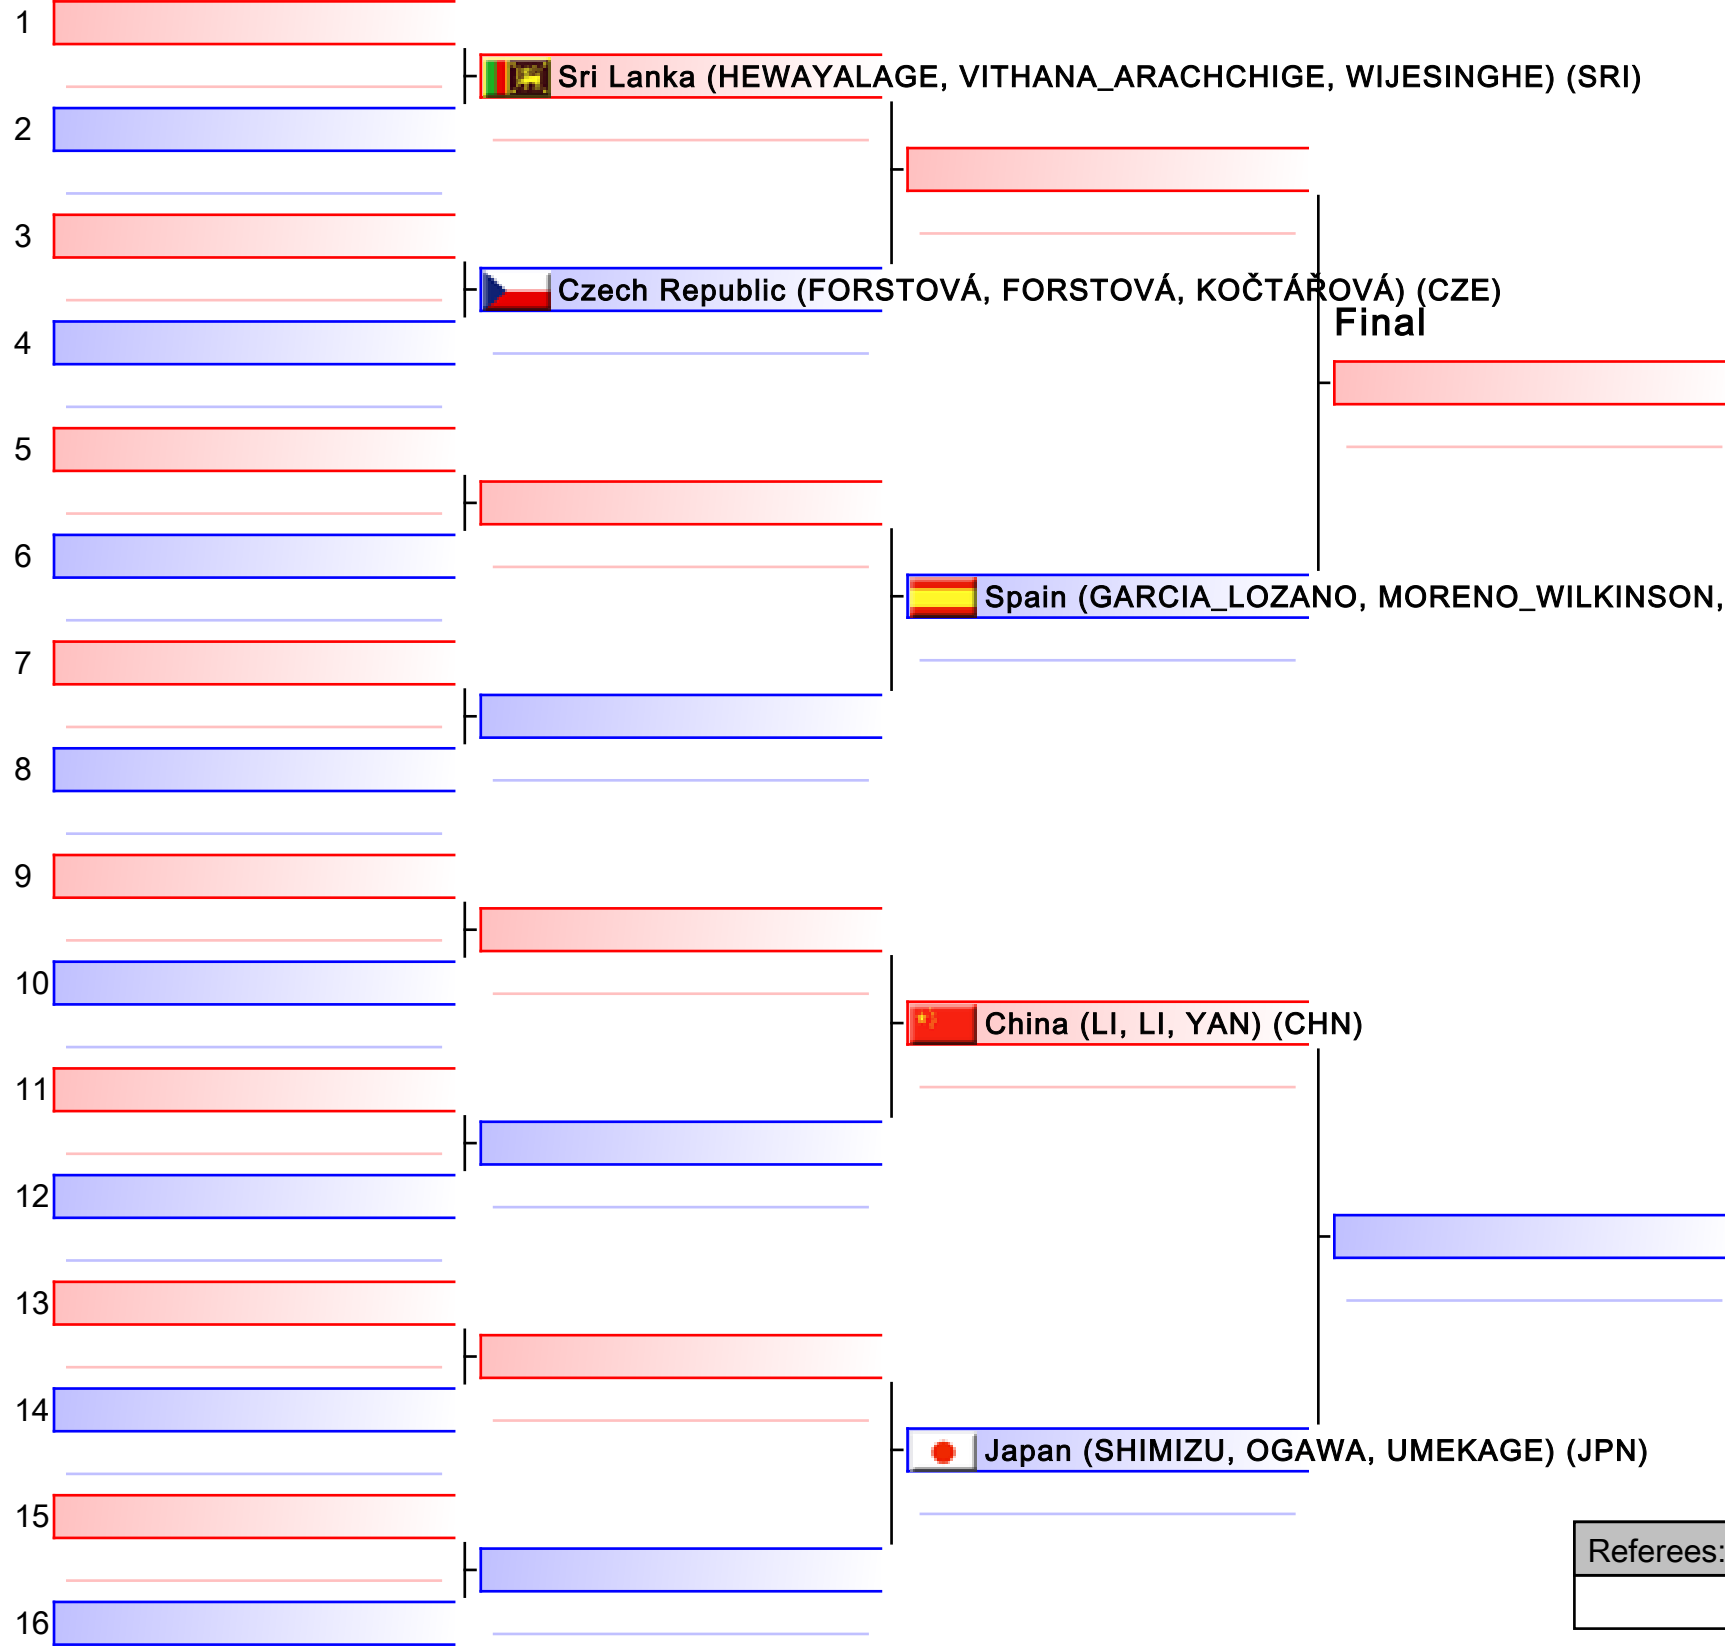 1
Sri Lanka (HEWAYALAGE, VITHANA_ARACHCHIGE, WIJESINGHE) (SRI)
2
3
Czech Republic (FORSTOVÁ, FORSTOVÁ, KOČTÁŘOVÁ) (CZE)
Final
4
5
6
Spain (GARCIA_LOZANO, MORENO_WILKINSON,
7
8
9
10
China (LI, LI, YAN) (CHN)
11
12
13
14
Japan (SHIMIZU, OGAWA, UMEKAGE) (JPN)
15
Referees:
16